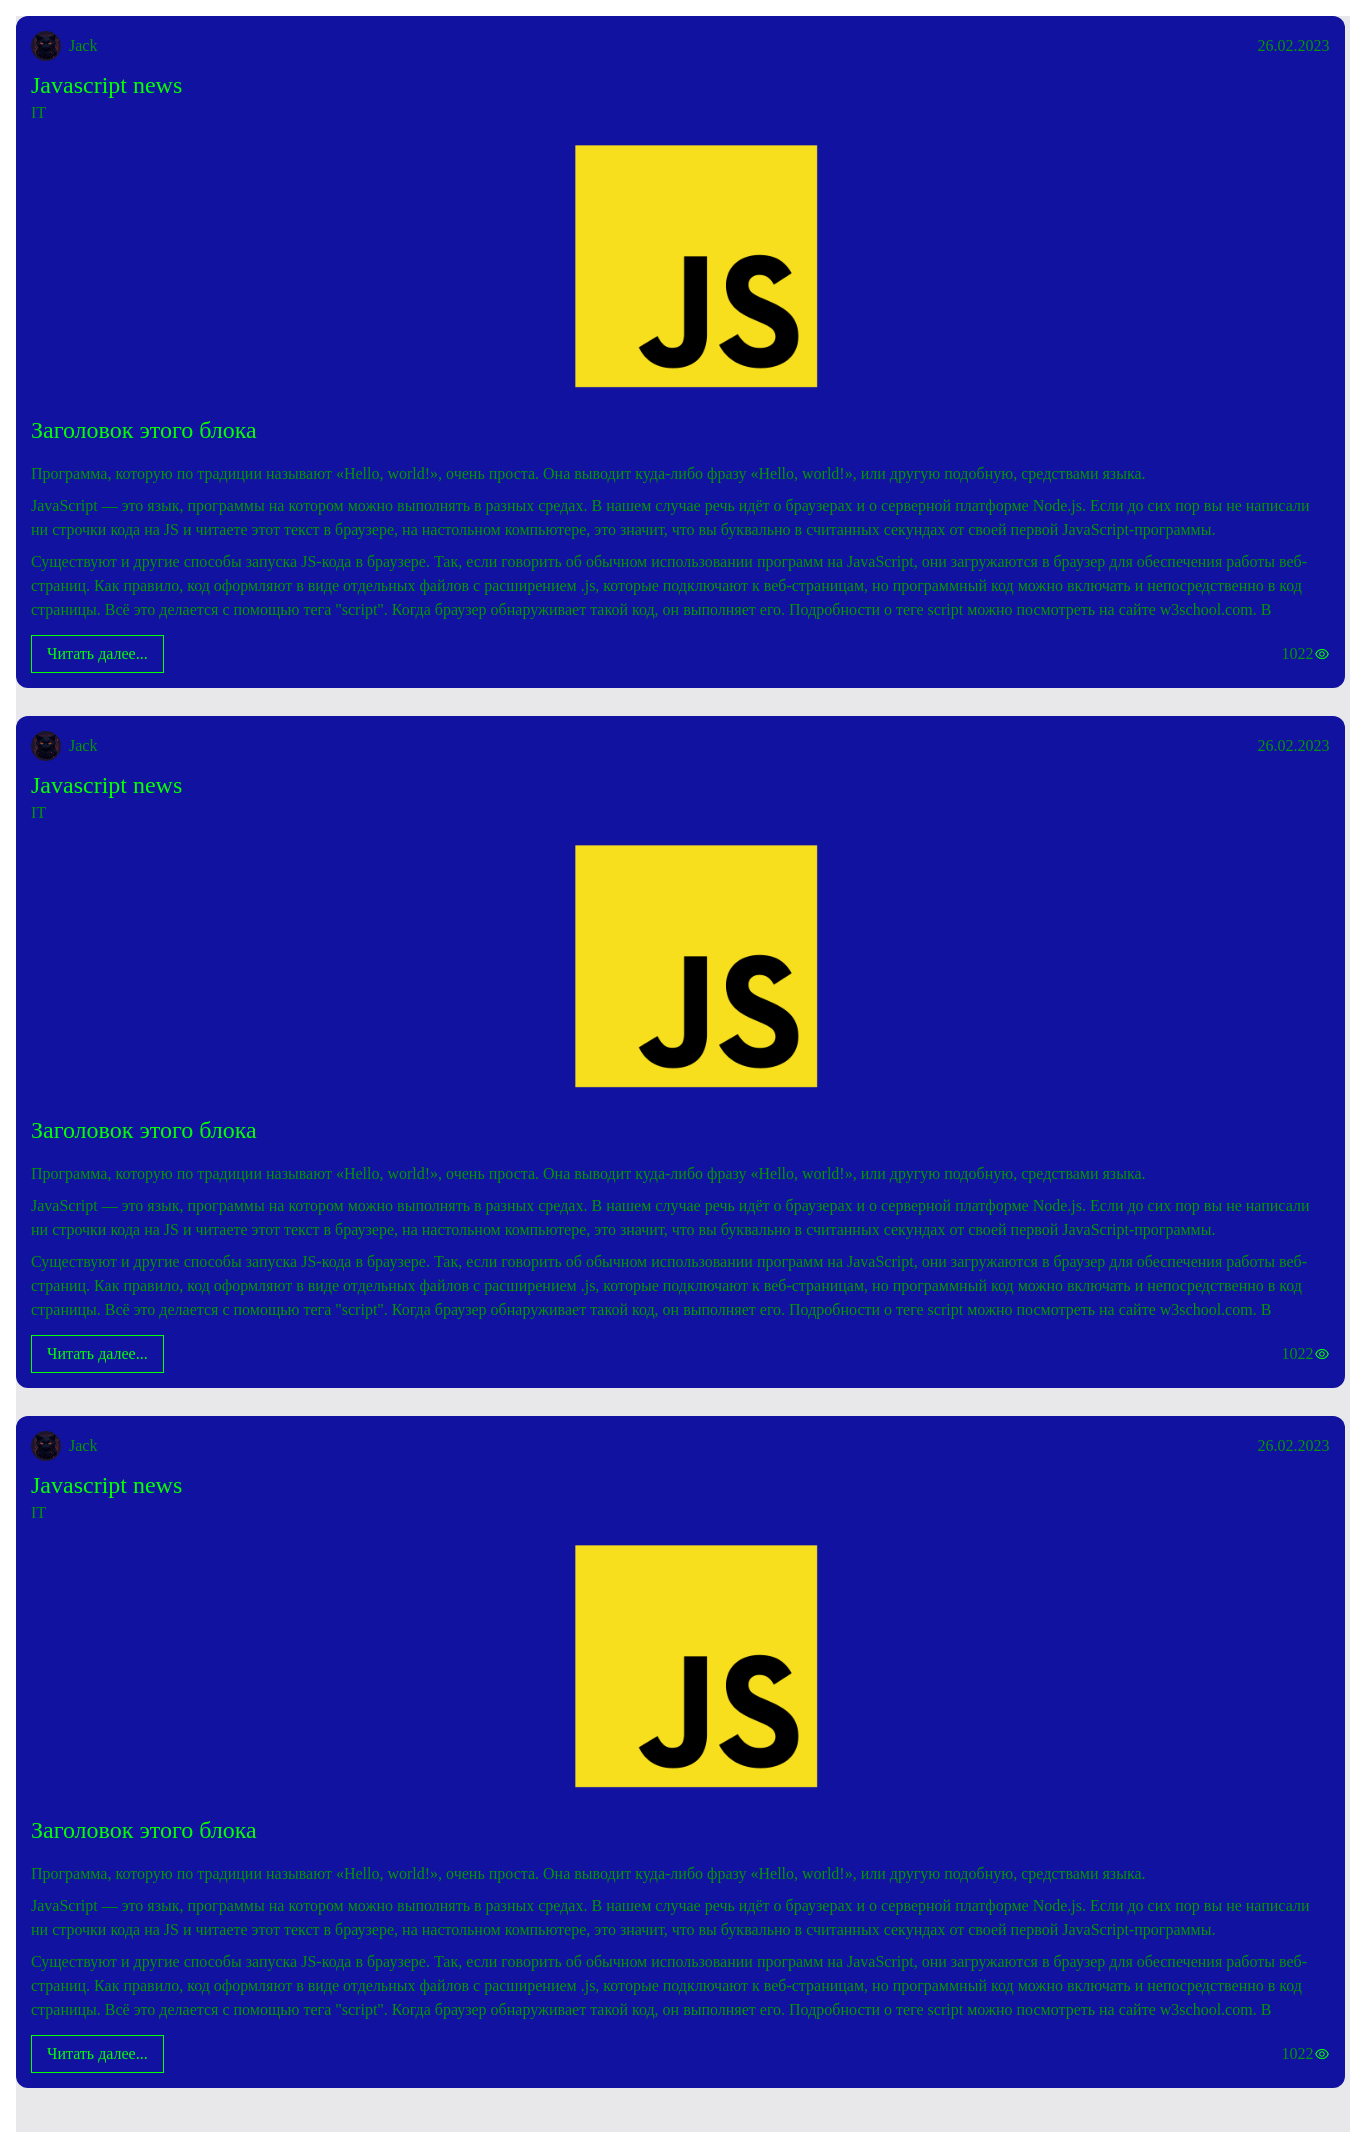 Jack
26.02.2023
Javascript news
IT
JS
Заголовок этого блока
Программа, которую по традиции называют «Hello, world!», очень проста. Она выводит куда-либо фразу «Hello, world!», или другую подобную, средствами языка.
JavaScript — это язык, программы на котором можно выполнять в разных средах. В нашем случае речь идёт о браузерах и о серверной платформе Node.js. Если до сих пор вы не написали
ни строчки кода на JS и читаете этот текст в браузере, на настольном компьютере, это значит, что вы буквально в считанных секундах от своей первой JavaScript-программы.
Существуют и другие способы запуска JS-кода в браузере. Так, если говорить об обычном использовании программ на JavaScript, они загружаются в браузер для обеспечения работы веб-
страниц. Как правило, код оформляют в виде отдельных файлов с расширением .js, которые подключают к веб-страницам, но программный код можно включать и непосредственно в код
страницы. Всё это делается с помощью тега "script". Когда браузер обнаруживает такой код, он выполняет его. Подробности о теге script можно посмотреть на сайте w3school.com. В
Читать далее...
1022
Jack
26.02.2023
Javascript news
IT
JS
Заголовок этого блока
Программа, которую по традиции называют «Hello, world!», очень проста. Она выводит куда-либо фразу «Hello, world!», или другую подобную, средствами языка.
JavaScript — это язык, программы на котором можно выполнять в разных средах. В нашем случае речь идёт о браузерах и о серверной платформе Node.js. Если до сих пор вы не написали
ни строчки кода на JS и читаете этот текст в браузере, на настольном компьютере, это значит, что вы буквально в считанных секундах от своей первой JavaScript-программы.
Существуют и другие способы запуска JS-кода в браузере. Так, если говорить об обычном использовании программ на JavaScript, они загружаются в браузер для обеспечения работы веб-
страниц. Как правило, код оформляют в виде отдельных файлов с расширением .js, которые подключают к веб-страницам, но программный код можно включать и непосредственно в код
страницы. Всё это делается с помощью тега "script". Когда браузер обнаруживает такой код, он выполняет его. Подробности о теге script можно посмотреть на сайте w3school.com. В
Читать далее...
1022
Jack
26.02.2023
Javascript news
IT
JS
Заголовок этого блока
Программа, которую по традиции называют «Hello, world!», очень проста. Она выводит куда-либо фразу «Hello, world!», или другую подобную, средствами языка.
JavaScript — это язык, программы на котором можно выполнять в разных средах. В нашем случае речь идёт о браузерах и о серверной платформе Node.js. Если до сих пор вы не написали
ни строчки кода на JS и читаете этот текст в браузере, на настольном компьютере, это значит, что вы буквально в считанных секундах от своей первой JavaScript-программы.
Существуют и другие способы запуска JS-кода в браузере. Так, если говорить об обычном использовании программ на JavaScript, они загружаются в браузер для обеспечения работы веб-
страниц. Как правило, код оформляют в виде отдельных файлов с расширением .js, которые подключают к веб-страницам, но программный код можно включать и непосредственно в код
страницы. Всё это делается с помощью тега "script". Когда браузер обнаруживает такой код, он выполняет его. Подробности о теге script можно посмотреть на сайте w3school.com. В
Читать далее...
1022